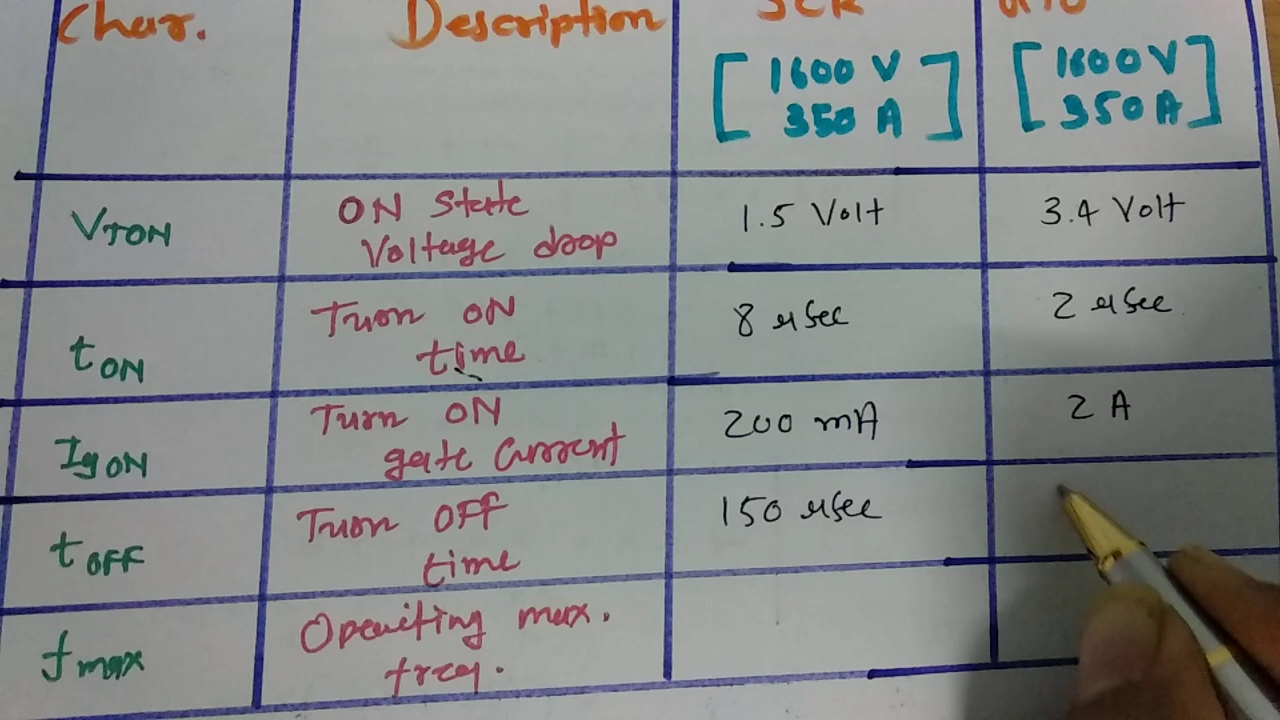 Char. Description SCR GTO
[1600 V 350 A] [1600 V 350 A]
VTON ON State Voltage drop 1.5 Volt 3.4 Volt
tON Turn ON time 8 μSec 2 μSec
IgON Turn ON gate Current 200 mA 2 A
tOFF Turn OFF time 150 μSec
fmax Operating max. freq.